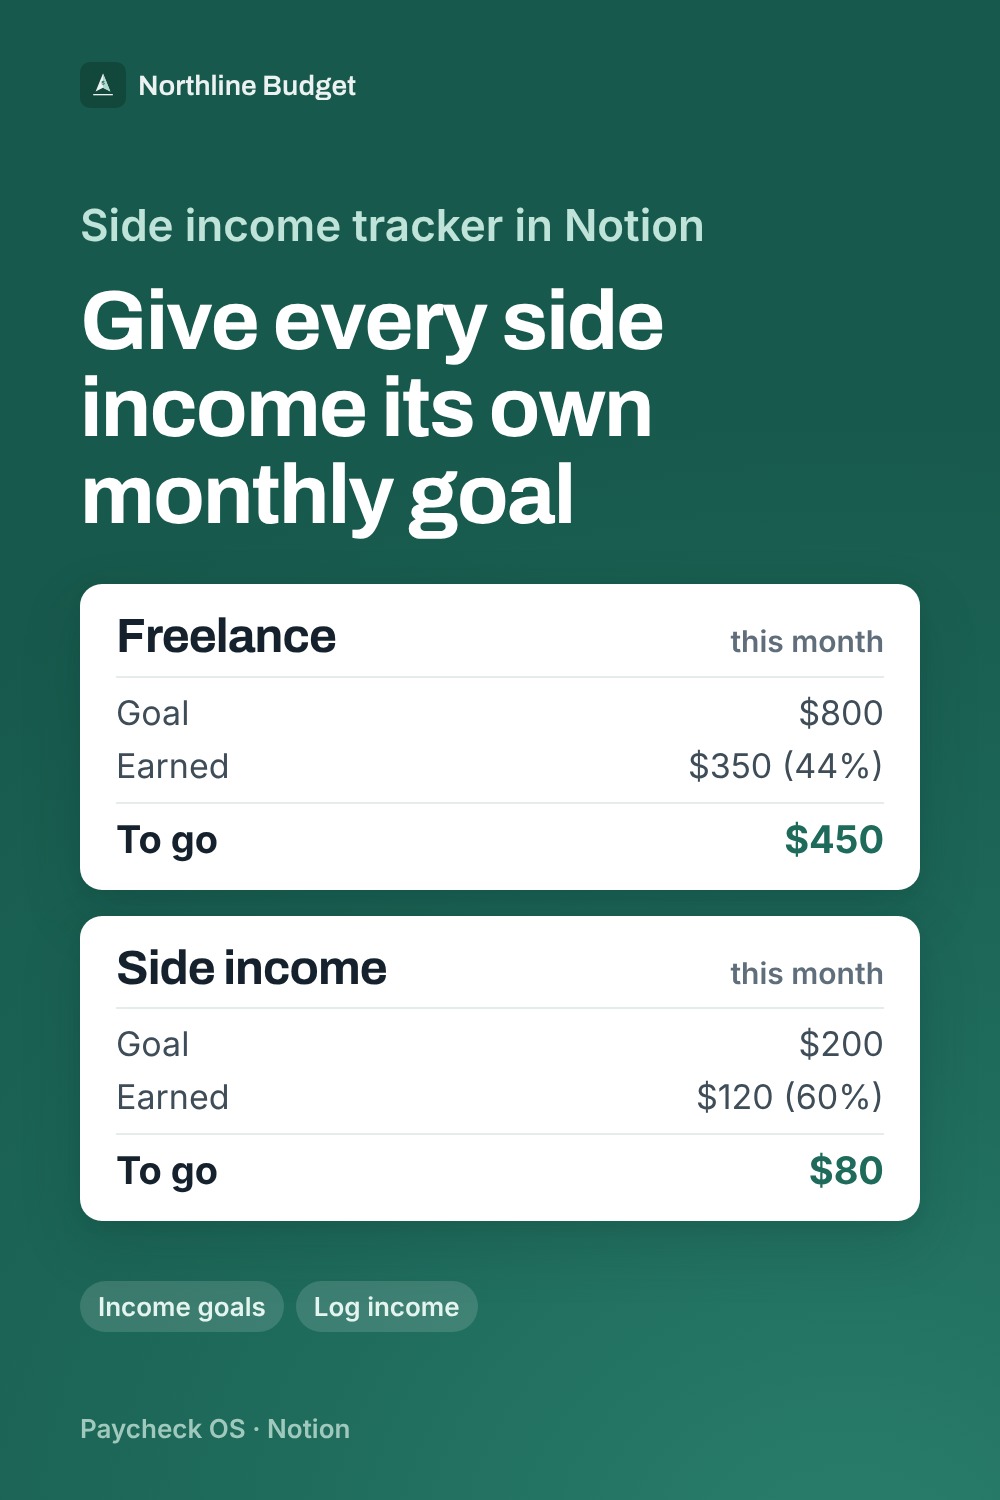 Northline Budget
Side income tracker in Notion
Give every side
income its own
monthly goal
Freelance this month
Goal $800
Earned $350 (44%)
To go $450
Side income this month
Goal $200
Earned $120 (60%)
To go $80
Income goals Log income
Paycheck OS · Notion